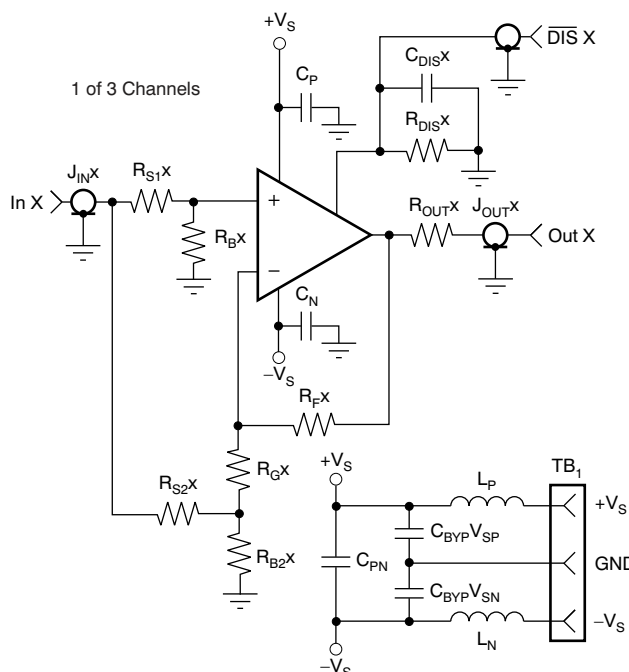 +VS
DIS X
CDISX
CP
1 of 3 Channels
RDISX
JINX
RS1X
In X
+
ROUTX
JOUTX
Out X
RBX
−
CN
−VS
RFX
+VS
TB1
LP
RGX
+VS
RS2X
CBYPVSP
CPN
GND
RB2X
CBYPVSN
−VS
LN
−VS